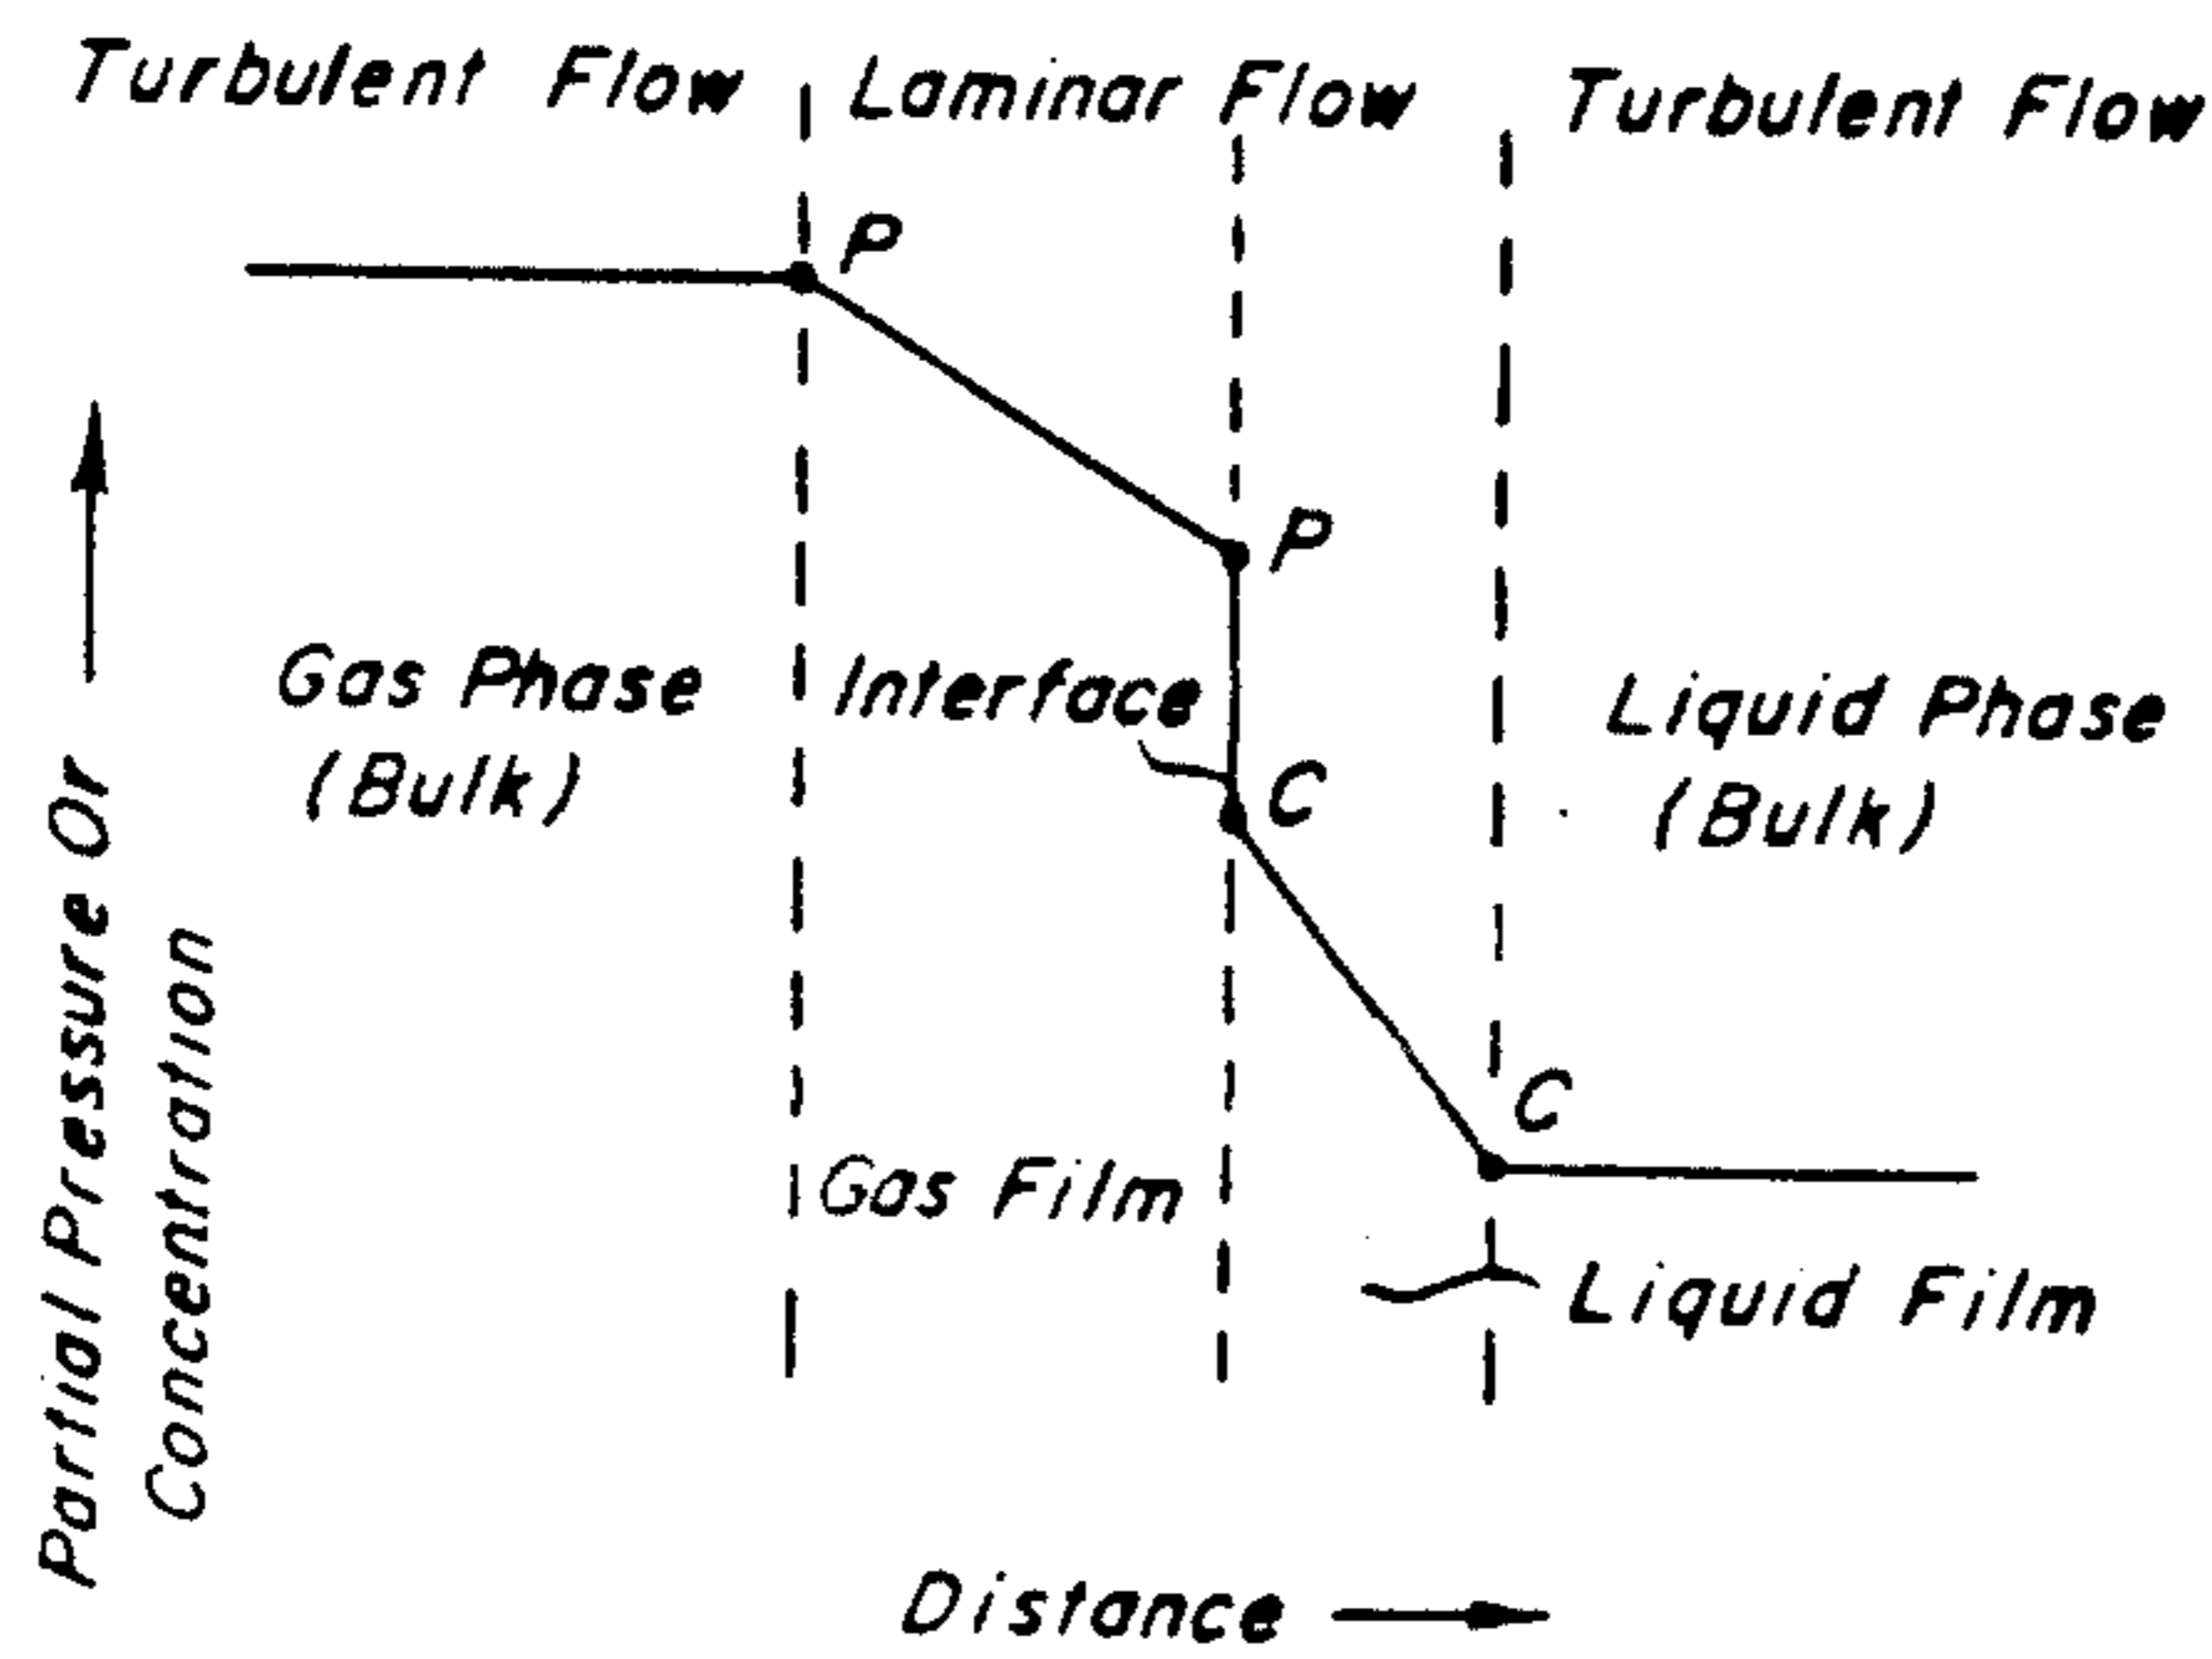 Turbulent Flow
Laminar Flow
Turbulent Flow
P
P
Gas Phase
(Bulk)
Interface
C
Liquid Phase
(Bulk)
C
Gas Film
Liquid Film
Partial Pressure Or
Concentration
Distance